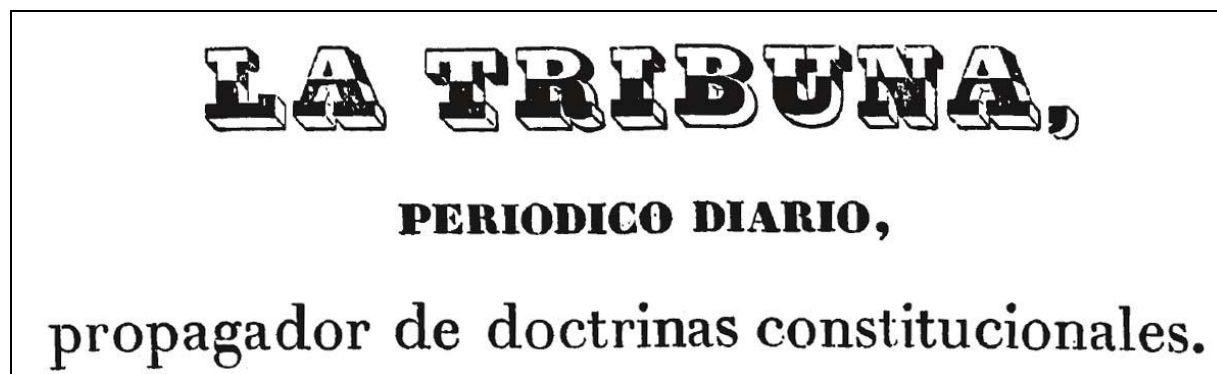 LA TRIBUNA,
PERIODICO DIARIO,
propagador de doctrinas constitucionales.